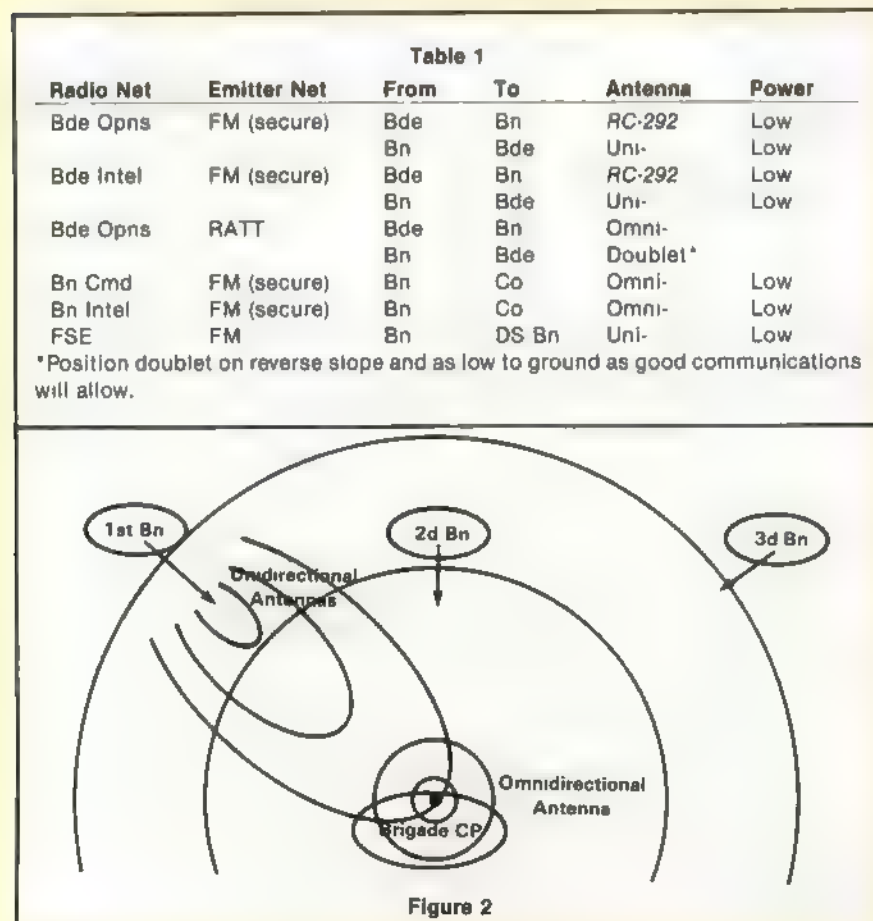 Table 1
Radio Net Emitter Net From To Antenna Power
Bde Opns FM (secure) Bde Bn RC-292 Low
Bn Bde Uni- Low
Bde Intel FM (secure) Bde Bn RC-292 Low
Bn Bde Uni- Low
Bde Opns RATT Bde Bn Omni-
Bn Bde Doublet*
Bn Cmd FM (secure) Bn Co Omni- Low
Bn Intel FM (secure) Bn Co Omni- Low
FSE FM Bn DS Bn Uni- Low
*Position doublet on reverse slope and as low to ground as good communications
will allow.
1st Bn
2d Bn
3d Bn
Unidirectional
Antennas
Omnidirectional
Antenna
Brigade CP
Figure 2